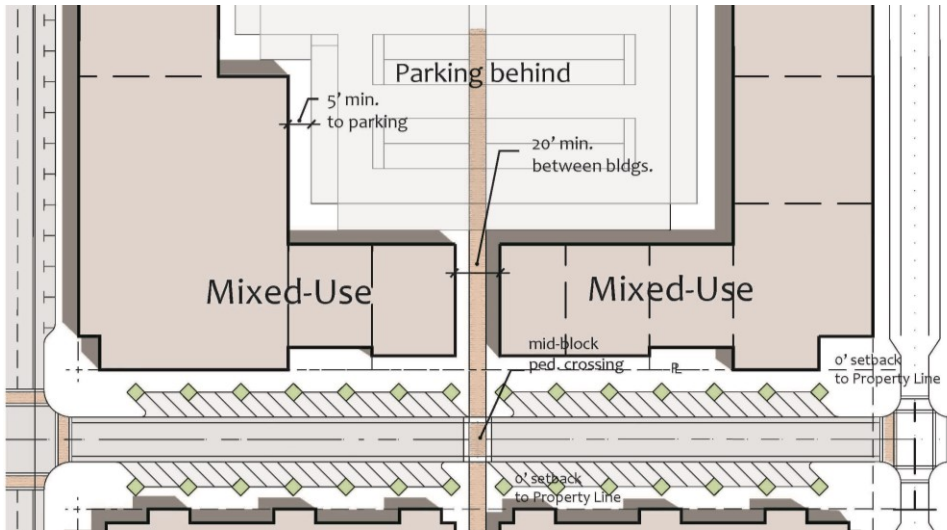 Parking behind
5' min.
to parking
20' min.
between bldgs.
Mixed-Use
Mixed-Use
mid-block
ped. crossing
PL
0' setback
to Property Line
0' setback
to Property Line